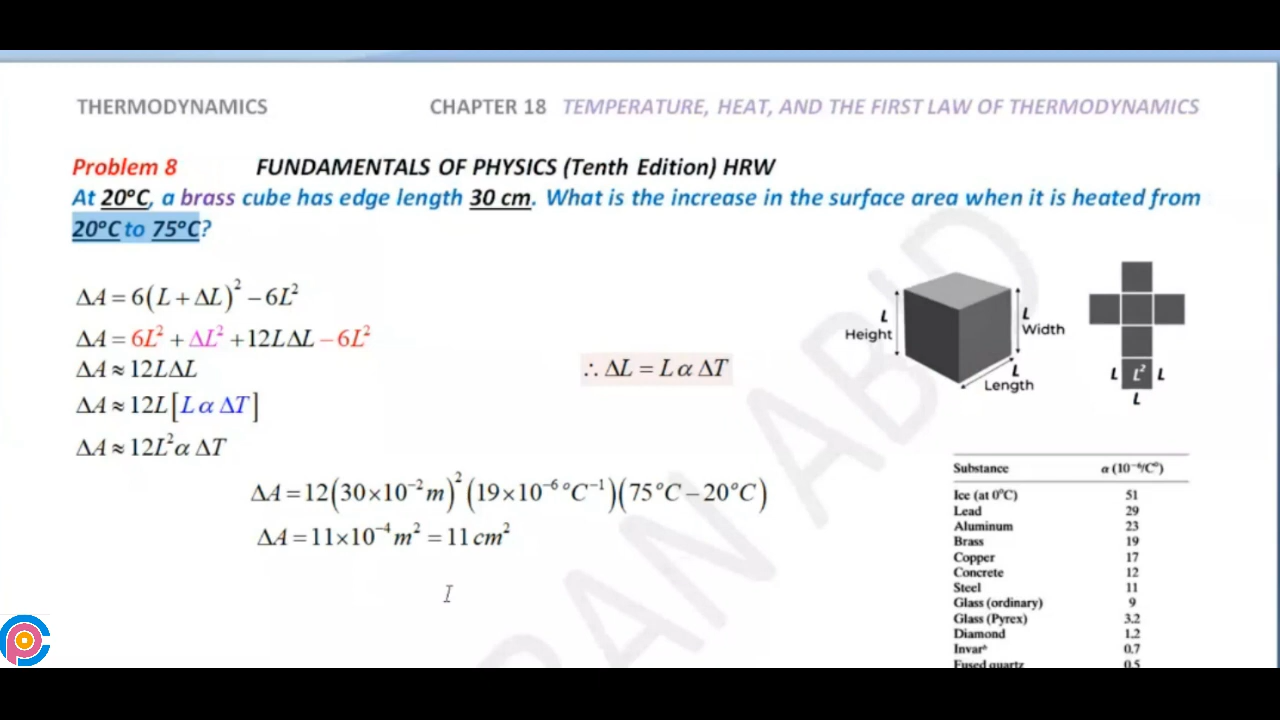 THERMODYNAMICS CHAPTER 18 TEMPERATURE, HEAT, AND THE FIRST LAW OF THERMODYNAMICS
Problem 8 FUNDAMENTALS OF PHYSICS (Tenth Edition) HRW
At 20°C, a brass cube has edge length 30 cm. What is the increase in the surface area when it is heated from
20°C to 75°C?
ΔA = 6(L + ΔL)² − 6L²
ΔA = 6L² + ΔL² + 12LΔL − 6L²
ΔA ≈ 12LΔL
∴ ΔL = L α ΔT
ΔA ≈ 12L[L α ΔT]
ΔA ≈ 12L²α ΔT
ΔA = 12(30×10⁻²m)²(19×10⁻⁶ °C⁻¹)(75°C − 20°C)
ΔA = 11×10⁻⁴ m² = 11 cm²
L
Height
L
Width
L
Length
L L² L
L
Substance α (10⁻⁶/C°)
Ice (at 0°C) 51
Lead 29
Aluminum 23
Brass 19
Copper 17
Concrete 12
Steel 11
Glass (ordinary) 9
Glass (Pyrex) 3.2
Diamond 1.2
Invarᵃ 0.7
Fused quartz 0.5